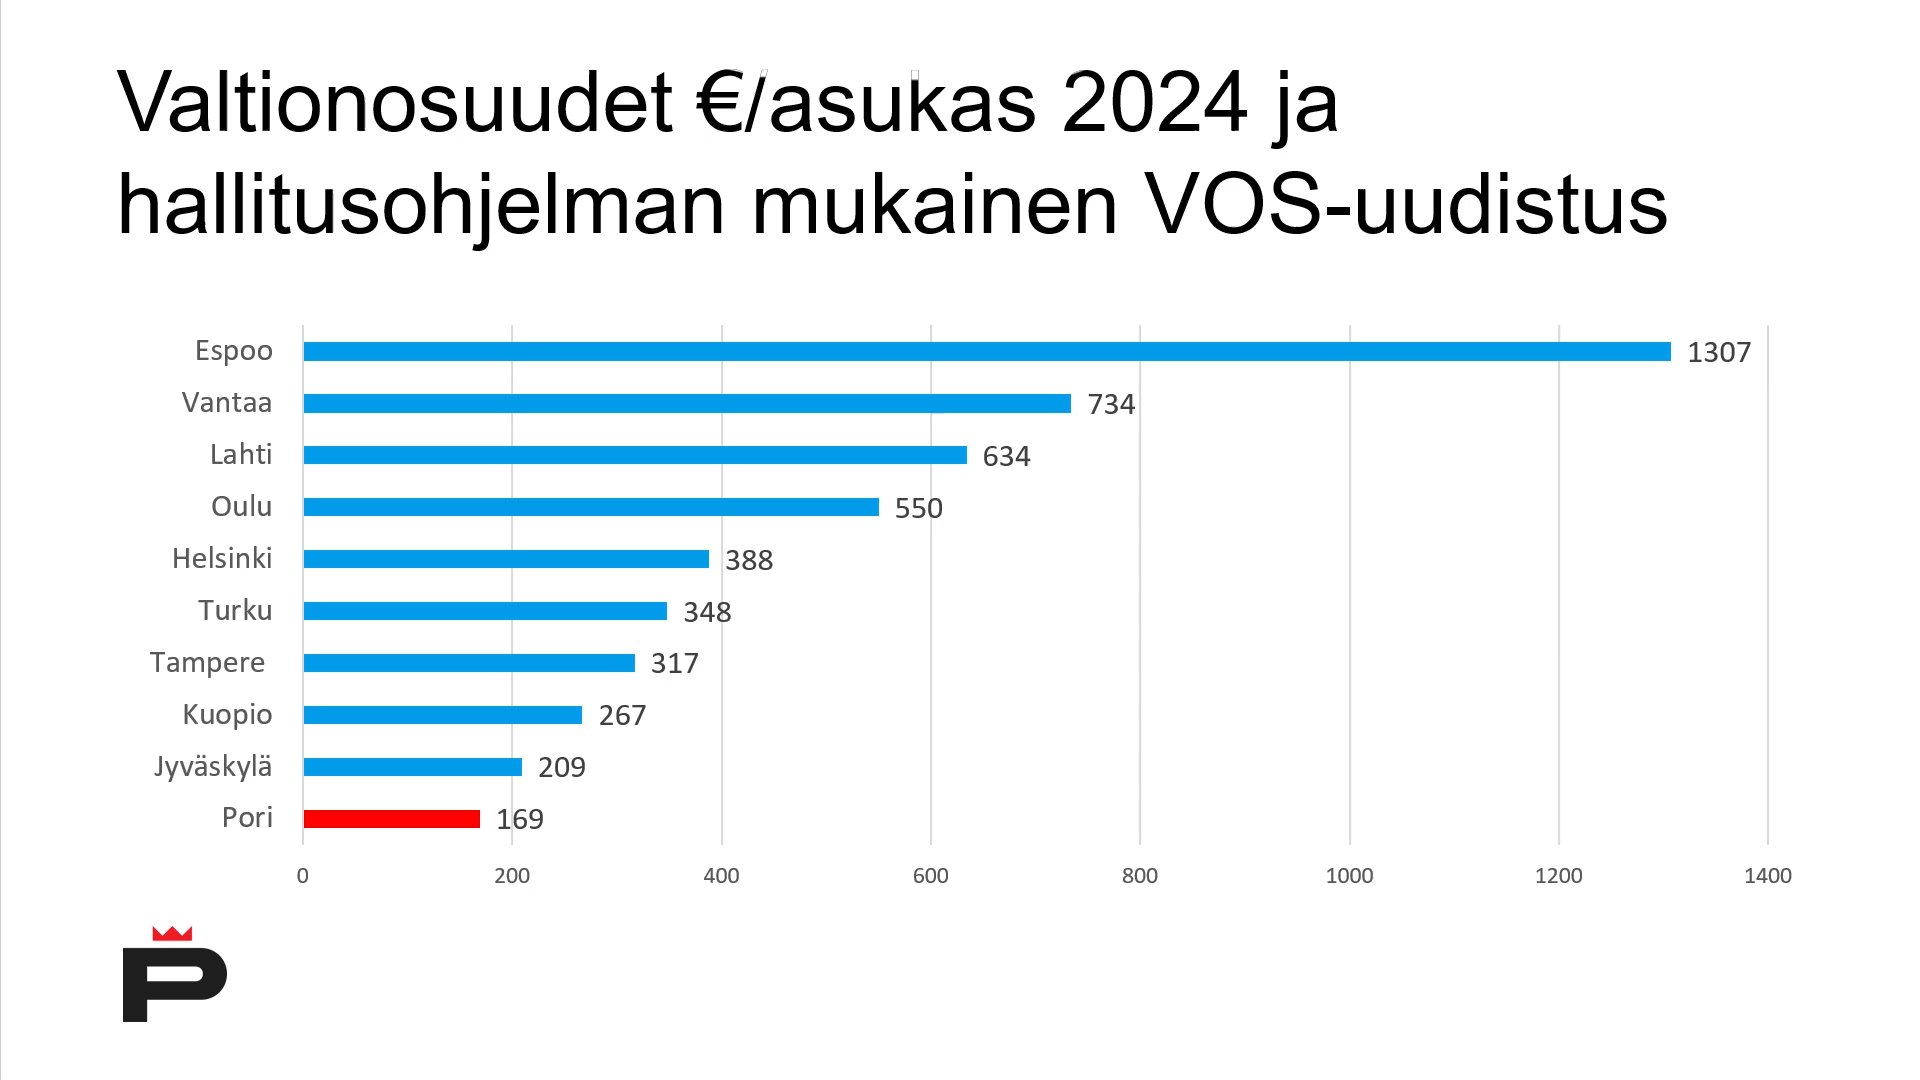 Valtionosuudet €/asukas 2024 ja
hallitusohjelman mukainen VOS-uudistus
Espoo 1307
Vantaa 734
Lahti 634
Oulu 550
Helsinki 388
Turku 348
Tampere 317
Kuopio 267
Jyväskylä 209
Pori 169
0 200 400 600 800 1000 1200 1400
P